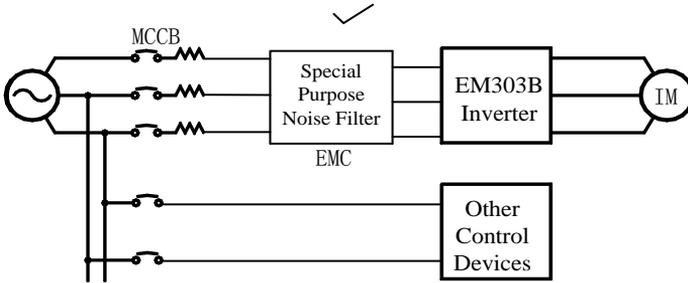 MCCB
Special
Purpose
Noise Filter
EMC
EM303B
Inverter
IM
Other
Control
Devices